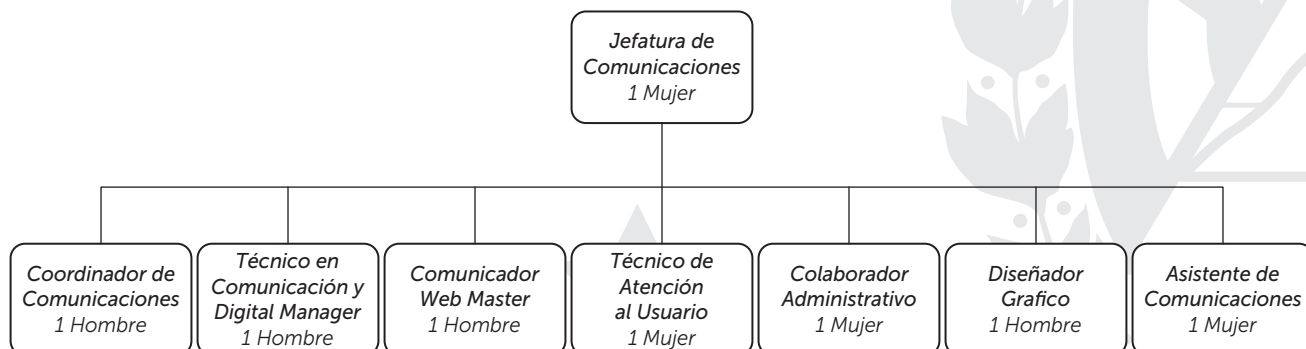 Jefatura de
Comunicaciones
1 Mujer
Coordinador de
Comunicaciones
1 Hombre
Técnico en
Comunicación y
Digital Manager
1 Hombre
Comunicador
Web Master
1 Hombre
Técnico de
Atención
al Usuario
1 Mujer
Colaborador
Administrativo
1 Mujer
Diseñador
Grafico
1 Hombre
Asistente de
Comunicaciones
1 Mujer